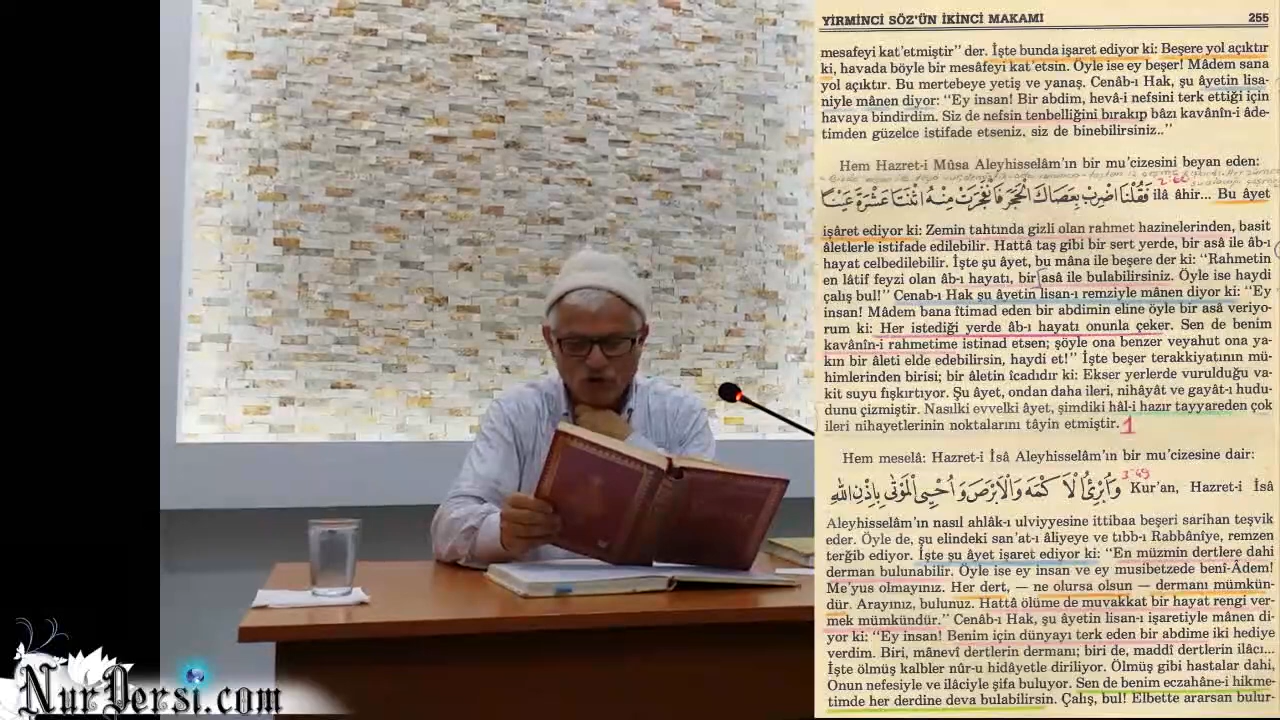 YİRMİNCİ SÖZ'ÜN İKİNCİ MAKAMI 255
mesafeyi kat'etmiştir” der. İşte bunda işaret ediyor ki: Beşere yol açıktır
ki, havada böyle bir mesâfeyi kat'etsin. Öyle ise ey beşer! Mâdem sana
yol açıktır. Bu mertebeye yetiş ve yanaş. Cenâb-ı Hak, şu âyetin lisa-
niyle mânen diyor: “Ey insan! Bir abdim, hevâ-i nefsini terk ettiği için
havaya bindirdim. Siz de nefsin tenbelliğini bırakıp bâzı kavânîn-i âde-
timden güzelce istifade etseniz, siz de binebilirsiniz..”
Hem Hazret-i Mûsa Aleyhisselâm'ın bir mu'cizesini beyan eden:
فَقُلْنَا اضْرِبْ بِعَصَاكَ الْحَجَرَ فَانْفَجَرَتْ مِنْهُ اثْنَتَا عَشْرَةَ عَيْنًا ilâ âhir... Bu âyet
işâret ediyor ki: Zemin tahtında gizli olan rahmet hazinelerinden, basit
âletlerle istifade edilebilir. Hattâ taş gibi bir sert yerde, bir asâ ile âb-ı
hayat celbedilebilir. İşte şu âyet, bu mâna ile beşere der ki: “Rahmetin
en lâtif feyzi olan âb-ı hayatı, bir asâ ile bulabilirsiniz. Öyle ise haydi
çalış bul!” Cenab-ı Hak şu âyetin lisan-ı remziyle mânen diyor ki: “Ey
insan! Mâdem bana îtimad eden bir abdimin eline öyle bir asâ veriyo-
rum ki: Her istediği yerde âb-ı hayatı onunla çeker. Sen de benim
kavânîn-i rahmetime istinad etsen; şöyle ona benzer veyahut ona ya-
kın bir âleti elde edebilirsin, haydi et!” İşte beşer terakkiyatının mü-
himlerinden birisi; bir âletin îcadıdır ki: Ekser yerlerde vurulduğu va-
kit suyu fışkırtıyor. Şu âyet, ondan daha ileri, nihâyât ve gayât-ı hudu-
dunu çizmiştir. Nasılki evvelki âyet, şimdiki hâl-i hazır tayyareden çok
ileri nihayetlerinin noktalarını tâyin etmiştir. 1
Hem meselâ: Hazret-i İsâ Aleyhisselâm'ın bir mu'cizesine dair:
3-49
وَاُبْرِئُ الْاَكْمَهَ وَالْاَبْرَصَ وَاُحْيِى الْمَوْتٰى بِاِذْنِ اللّٰهِ Kur'an, Hazret-i İsâ
Aleyhisselâm'ın nasıl ahlâk-ı ulviyyesine ittibaa beşeri sarihan teşvik
eder. Öyle de, şu elindeki san'at-ı âliyeye ve tıbb-ı Rabbânîye, remzen
terğib ediyor. İşte şu âyet işaret ediyor ki: “En müzmin dertlere dahi
derman bulunabilir. Öyle ise ey insan ve ey musibetzede benî-Âdem!
Me'yus olmayınız. Her dert, — ne olursa olsun — dermanı mümkün-
dür. Arayınız, bulunuz. Hattâ ölüme de muvakkat bir hayat rengi ver-
mek mümkündür.” Cenâb-ı Hak, şu âyetin lisan-ı işaretiyle mânen di-
yor ki: “Ey insan! Benim için dünyayı terk eden bir abdime iki hediye
verdim. Biri, mânevî dertlerin dermanı; biri de, maddî dertlerin ilâcı...
İşte ölmüş kalbler nûr-u hidâyetle diriliyor. Ölmüş gibi hastalar dahi,
Onun nefesiyle ve ilâciyle şifa buluyor. Sen de benim eczahâne-i hikme-
timde her derdine deva bulabilirsin. Çalış, bul! Elbette ararsan bulur-
NurDersi.com